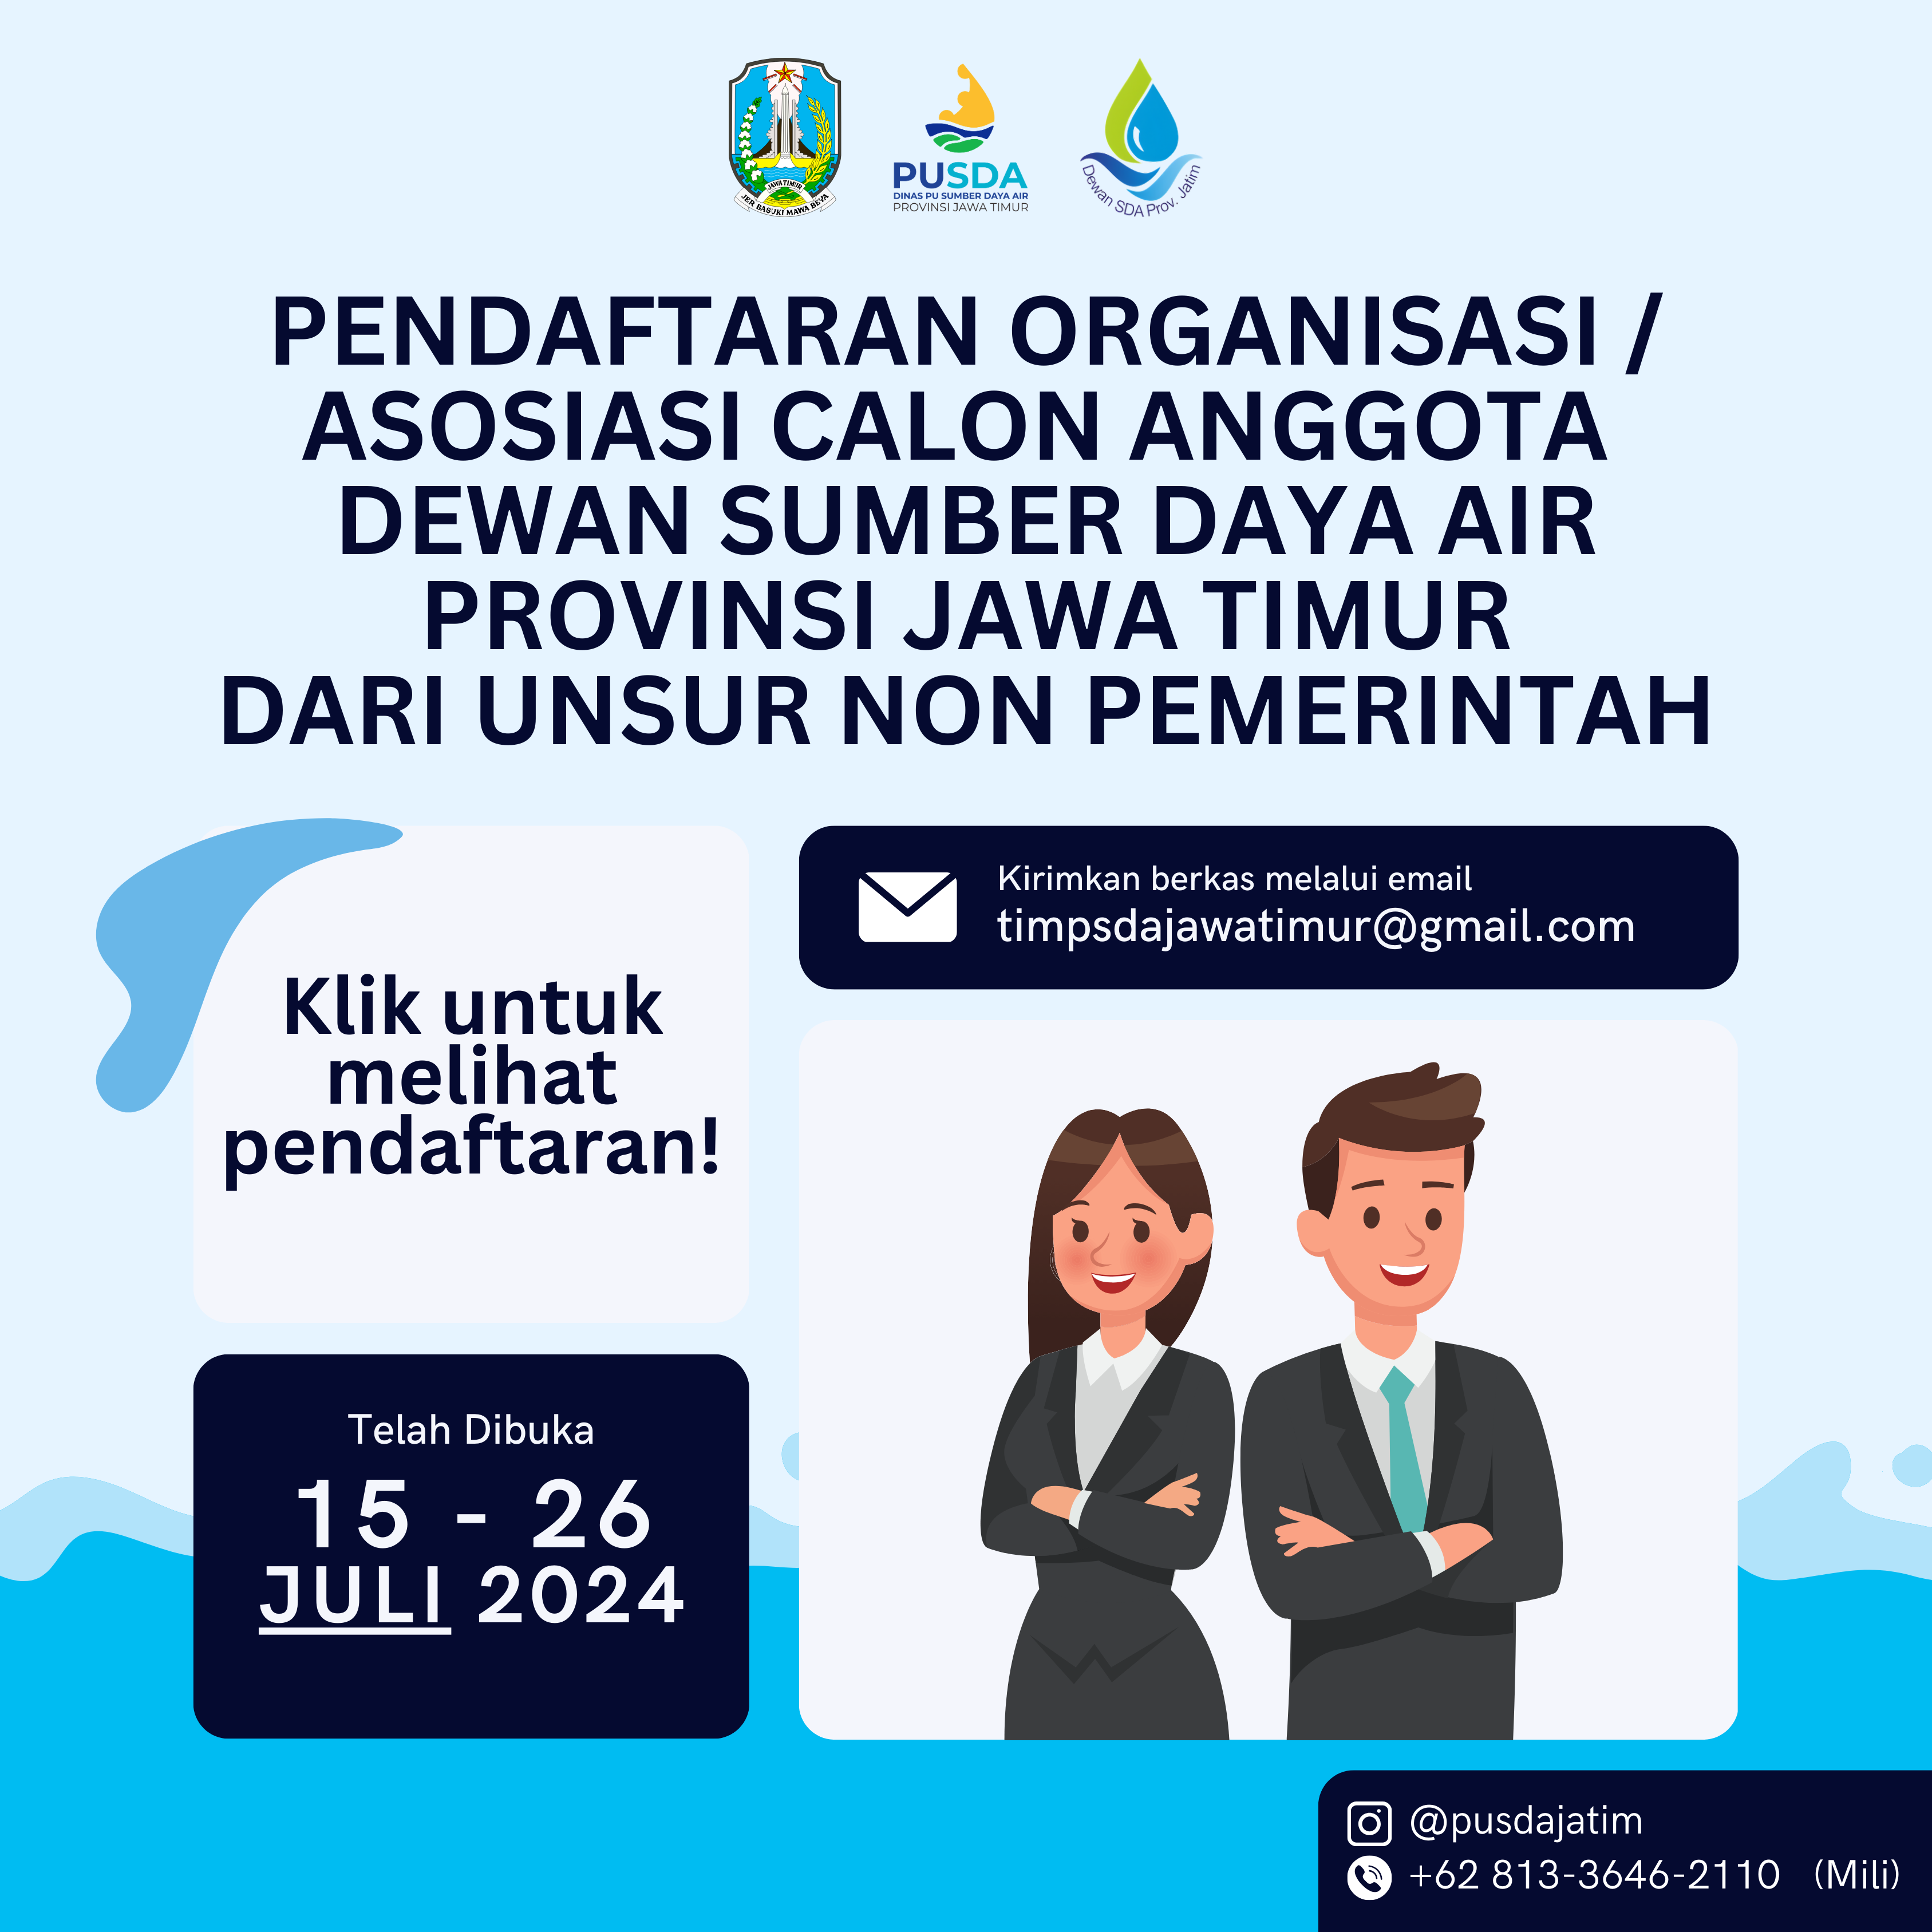 JAWA TIMUR
JER BASUKI MAWA BEYA
PUSDA
DINAS PU SUMBER DAYA AIR
PROVINSI JAWA TIMUR
Dewan SDA Prov. Jatim
PENDAFTARAN ORGANISASI /
ASOSIASI CALON ANGGOTA
DEWAN SUMBER DAYA AIR
PROVINSI JAWA TIMUR
DARI UNSUR NON PEMERINTAH
Klik untuk
melihat
pendaftaran!
Kirimkan berkas melalui email
timpsdajawatimur@gmail.com
Telah Dibuka
15 - 26
JULI 2024
@pusdajatim
+62 813-3646-2110 (Mili)